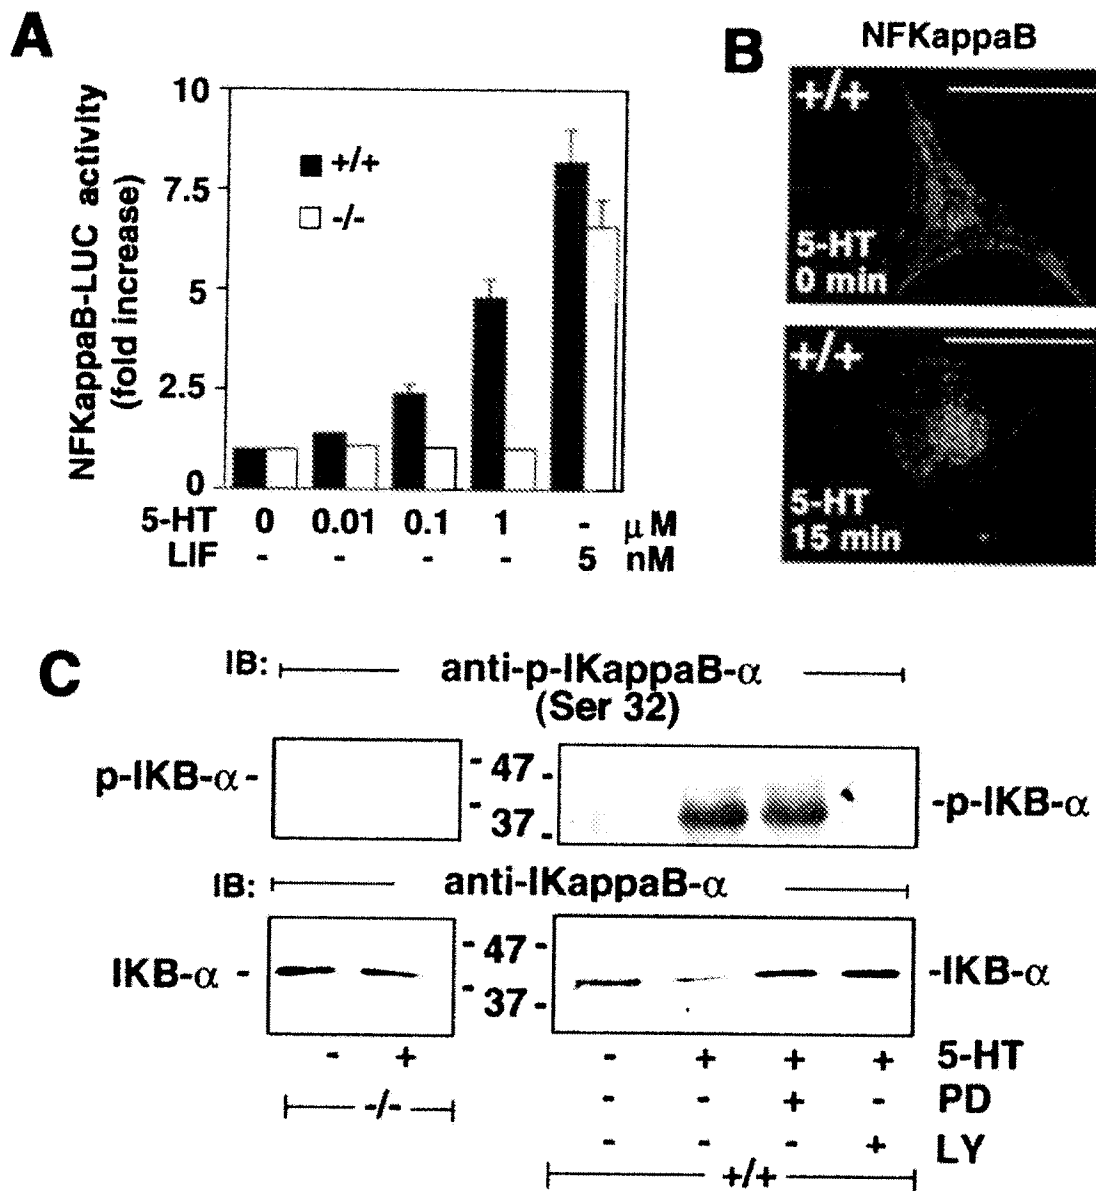 A
NFKappaB-LUC activity
(fold increase)
10
7.5
5
2.5
0
+/+
-/-
5-HT 0 0.01 0.1 1 - μM
LIF - - - - 5 nM
B
NFKappaB
+/+
5-HT
0 min
+/+
5-HT
15 min
C
IB: anti-p-IKappaB-α
(Ser 32)
p-IKB-α - - 47 - -p-IKB-α
- 37 -
IB: anti-IKappaB-α
IKB-α - - 47 - -IKB-α
- 37 -
- + - + + + 5-HT
-/- - - + - PD
- - - + LY
+/+